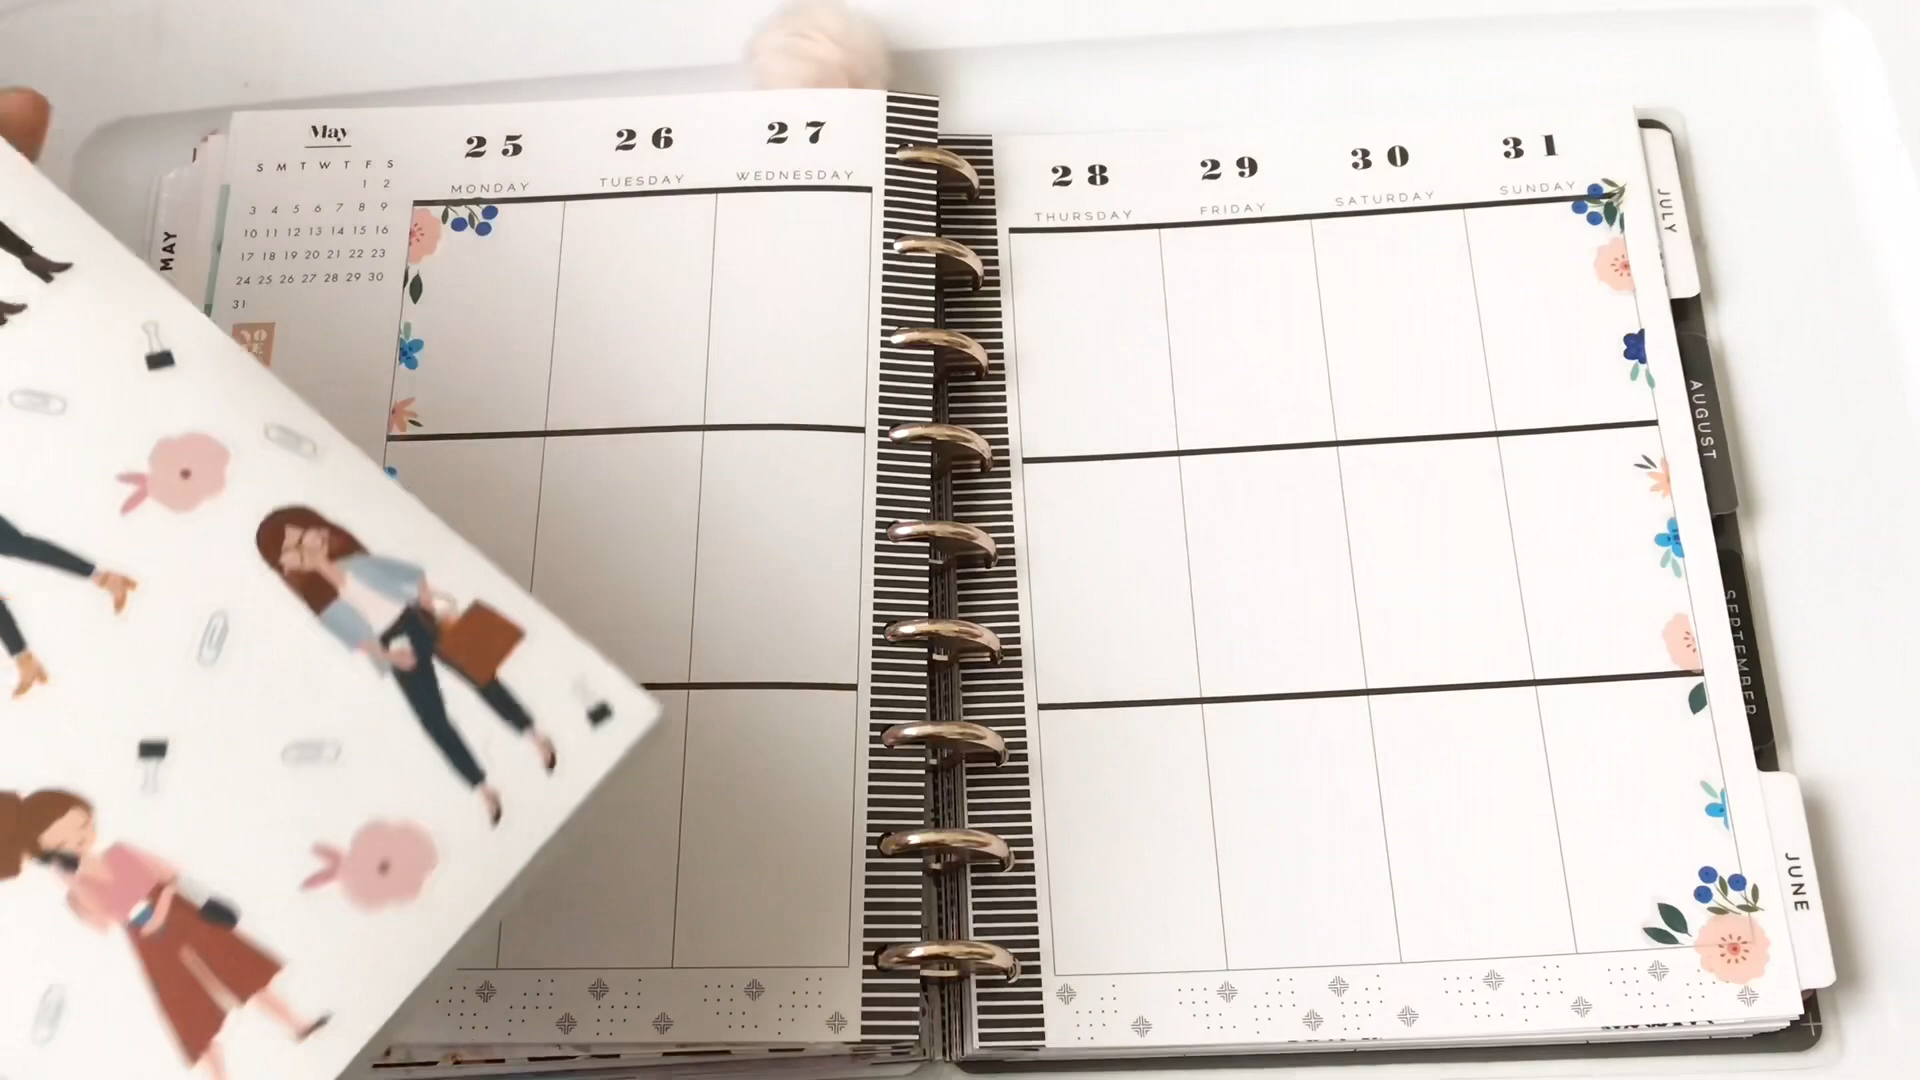 May
S M T W T F S
1 2
3 4 5 6 7 8 9
10 11 12 13 14 15 16
17 18 19 20 21 22 23
24 25 26 27 28 29 30
31
25 26 27
MONDAY TUESDAY WEDNESDAY
28 29 30 31
THURSDAY FRIDAY SATURDAY SUNDAY
MAY
JULY
AUGUST
SEPTEMBER
JUNE